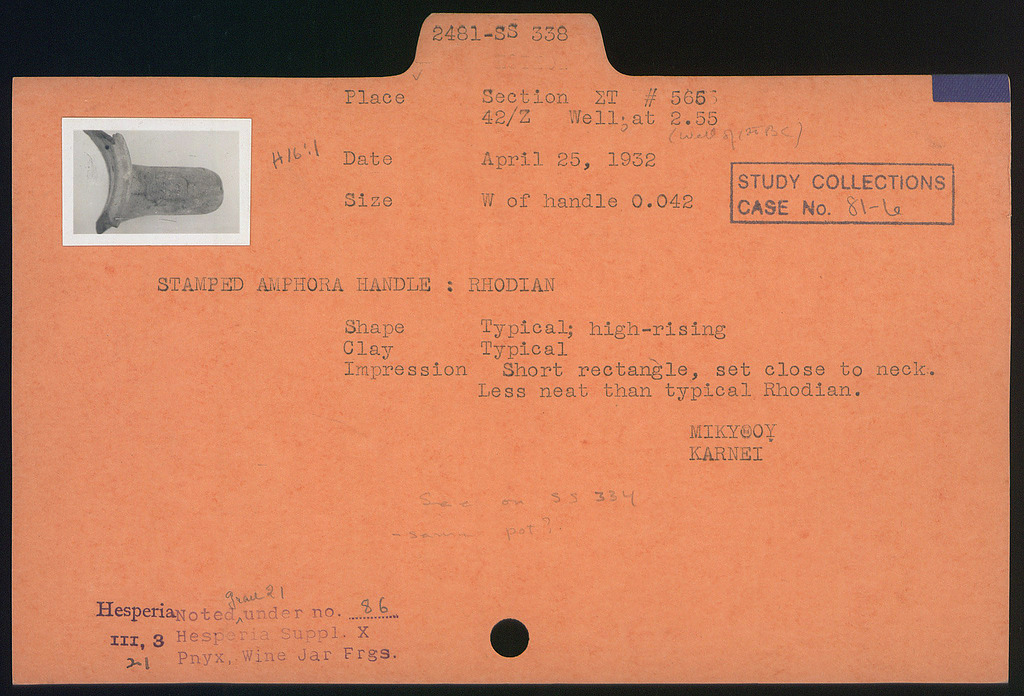 2481-SS 338
Place Section ΣT # 565
42/Z Well; at 2.55
H16:1
Date April 25, 1932
Size W of handle 0.042
STUDY COLLECTIONS
CASE No. 81-6
STAMPED AMPHORA HANDLE : RHODIAN
Shape Typical; high-rising
Clay Typical
Impression Short rectangle, set close to neck.
Less neat than typical Rhodian.
MIKYΘOY
KARNEI
See on SS 334
-same pot?
Hesperia
III, 3
21
grace 21
Noted under no. 86
Hesperia Suppl. X
Pnyx, Wine Jar Frgs.